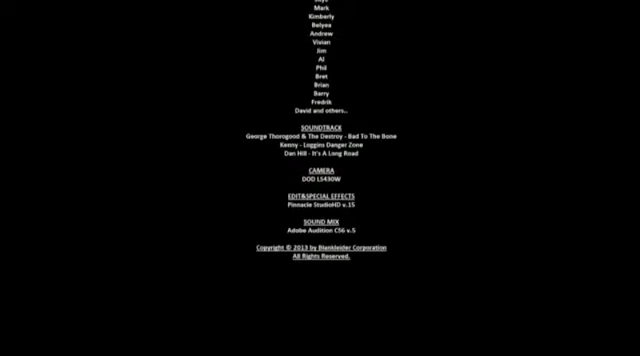 Mark
Kimberly
Belyea
Andrew
Vivian
Jim
Al
Phil
Bret
Brian
Barry
Fredrik
David and others..
SOUNDTRACK
George Thorogood & The Destroy - Bad To The Bone
Kenny - Loggins Danger Zone
Dan Hill - It's A Long Road
CAMERA
DOD LS430W
EDIT&SPECIAL EFFECTS
Pinnacle StudioHD v.15
SOUND MIX
Adobe Audition CS6 v.5
Copyright © 2013 by Blankleider Corporation
All Rights Reserved.